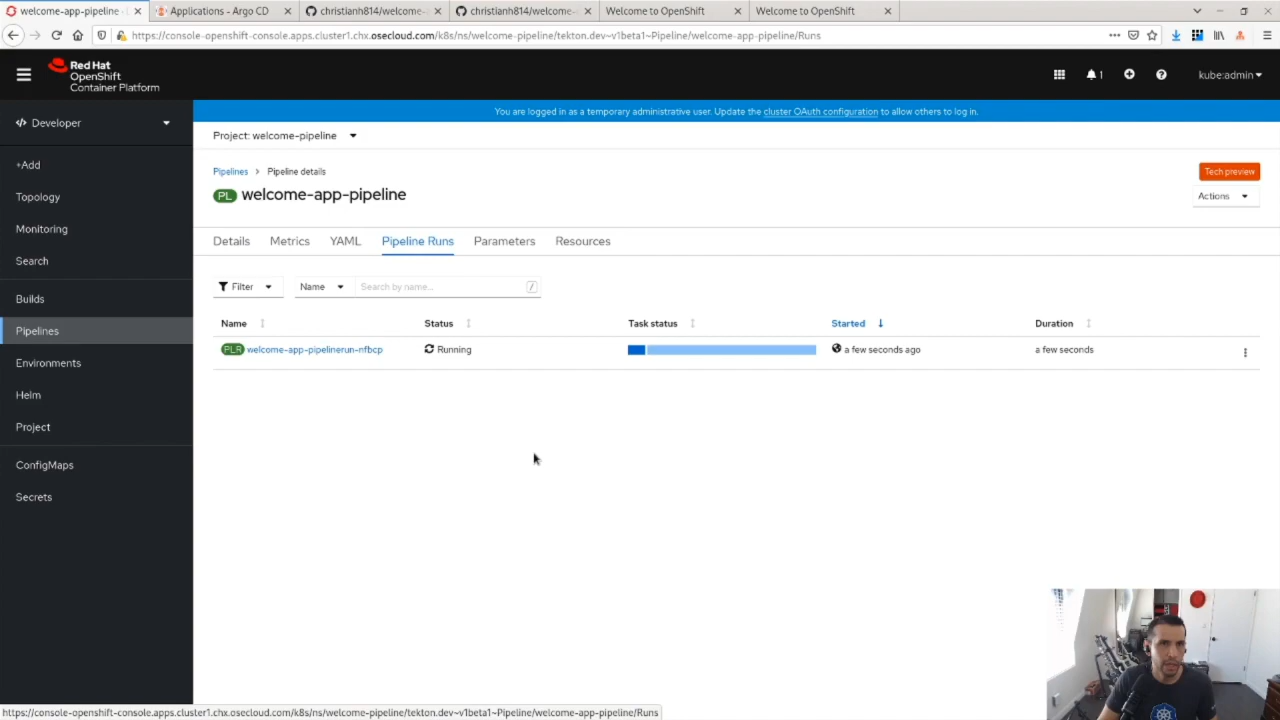 welcome-app-pipeline
Applications - Argo CD
christianh814/welcome-
christianh814/welcome-
Welcome to OpenShift
Welcome to OpenShift
https://console-openshift-console.apps.cluster1.chx.osecloud.com/k8s/ns/welcome-pipeline/tekton.dev~v1beta1~Pipeline/welcome-app-pipeline/Runs
Red Hat
OpenShift
Container Platform
1
kube:admin
You are logged in as a temporary administrative user. Update the cluster OAuth configuration to allow others to log in.
Developer
+Add
Topology
Monitoring
Search
Builds
Pipelines
Environments
Helm
Project
ConfigMaps
Secrets
Project: welcome-pipeline
Pipelines > Pipeline details
Tech preview
PL welcome-app-pipeline
Actions
Details Metrics YAML Pipeline Runs Parameters Resources
Filter Name Search by name... /
Name Status Task status Started Duration
PLR welcome-app-pipelinerun-nfbcp Running a few seconds ago a few seconds
https://console-openshift-console.apps.cluster1.chx.osecloud.com/k8s/ns/welcome-pipeline/tekton.dev~v1beta1~Pipeline/welcome-app-pipeline/Runs